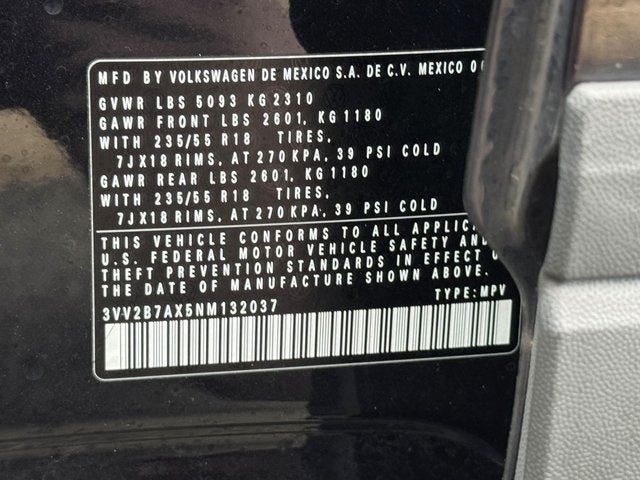 MFD BY VOLKSWAGEN DE MEXICO S.A. DE C.V. MEXICO
GVWR LBS 5093 KG 2310
GAWR FRONT LBS 2601, KG 1180
WITH 235/55 R18 TIRES,
7JX18 RIMS, AT 270 KPA, 39 PSI COLD
GAWR REAR LBS 2601, KG 1180
WITH 235/55 R18 TIRES,
7JX18 RIMS, AT 270 KPA, 39 PSI COLD
THIS VEHICLE CONFORMS TO ALL
U.S. FEDERAL MOTOR VEHICLE SAFETY AND
THEFT PREVENTION STANDARDS IN EFFECT
THE DATE OF MANUFACTURE SHOWN ABOVE.
3VV2B7AX5NM132037 TYPE: MPV